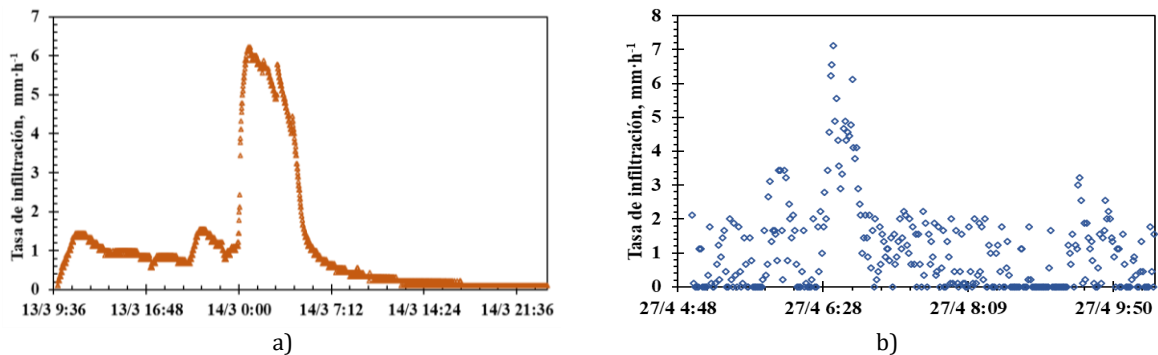 Tasa de infiltración, mm·h⁻¹
7
6
5
4
3
2
1
0
13/3 9:36 13/3 16:48 14/3 0:00 14/3 7:12 14/3 14:24 14/3 21:36
a)
Tasa de infiltración, mm·h⁻¹
8
7
6
5
4
3
2
1
0
27/4 4:48 27/4 6:28 27/4 8:09 27/4 9:50
b)